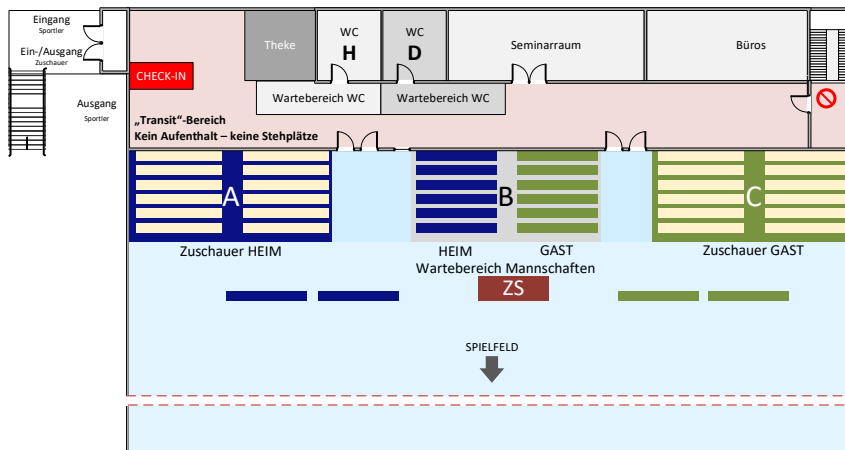 Eingang
Sportler
Ein-/Ausgang
Zuschauer
Ausgang
Sportler
CHECK-IN
Theke
WC
H
WC
D
Seminarraum
Büros
Wartebereich WC
Wartebereich WC
„Transit“-Bereich
Kein Aufenthalt – keine Stehplätze
A
B
C
Zuschauer HEIM
HEIM
GAST
Zuschauer GAST
Wartebereich Mannschaften
ZS
SPIELFELD